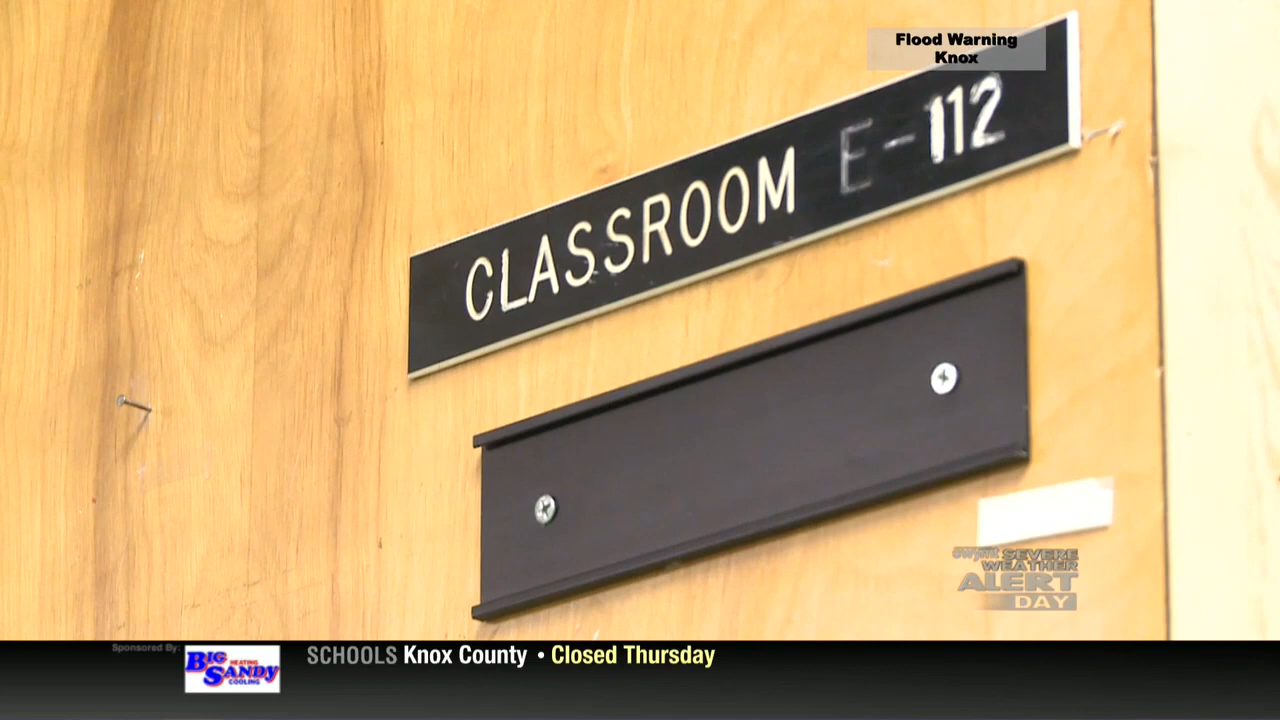 Flood Warning
Knox
CLASSROOM E-112
wymt SEVERE
WEATHER
ALERT
DAY
Sponsored By:
BIG
SANDY
HEATING
COOLING
SCHOOLS Knox County • Closed Thursday